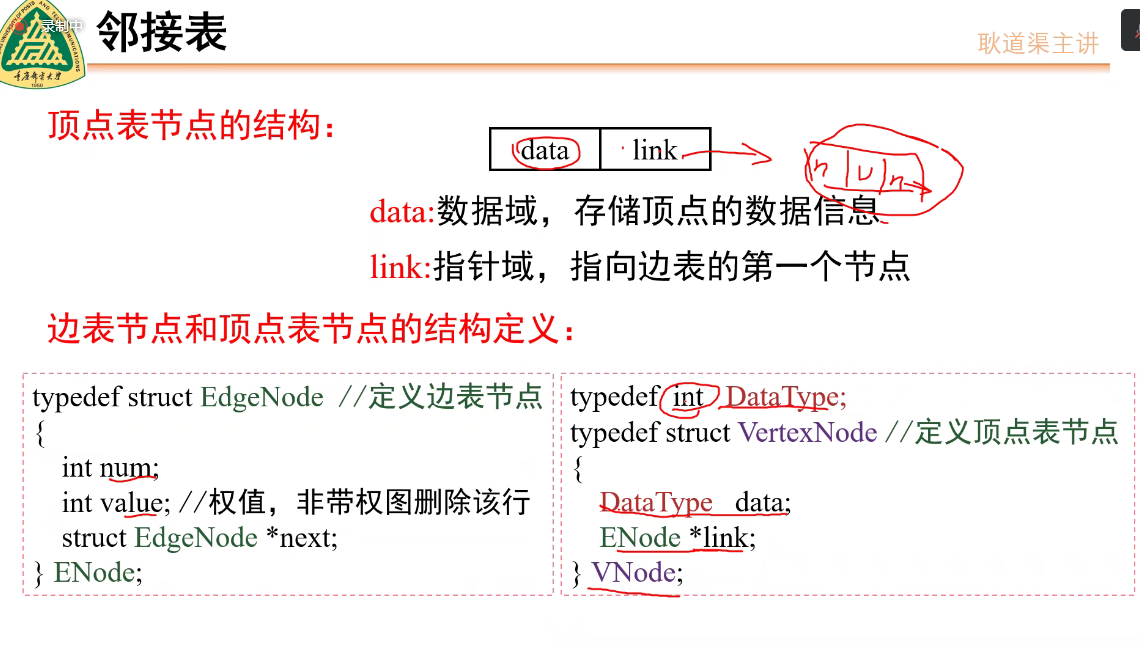 录制中
邻接表
耿道渠主讲
顶点表节点的结构：
data link
n v n
data:数据域，存储顶点的数据信息
link:指针域，指向边表的第一个节点
边表节点和顶点表节点的结构定义：
typedef struct EdgeNode //定义边表节点
{
int num;
int value; //权值，非带权图删除该行
struct EdgeNode *next;
} ENode;
typedef int DataType;
typedef struct VertexNode //定义顶点表节点
{
DataType data;
ENode *link;
} VNode;